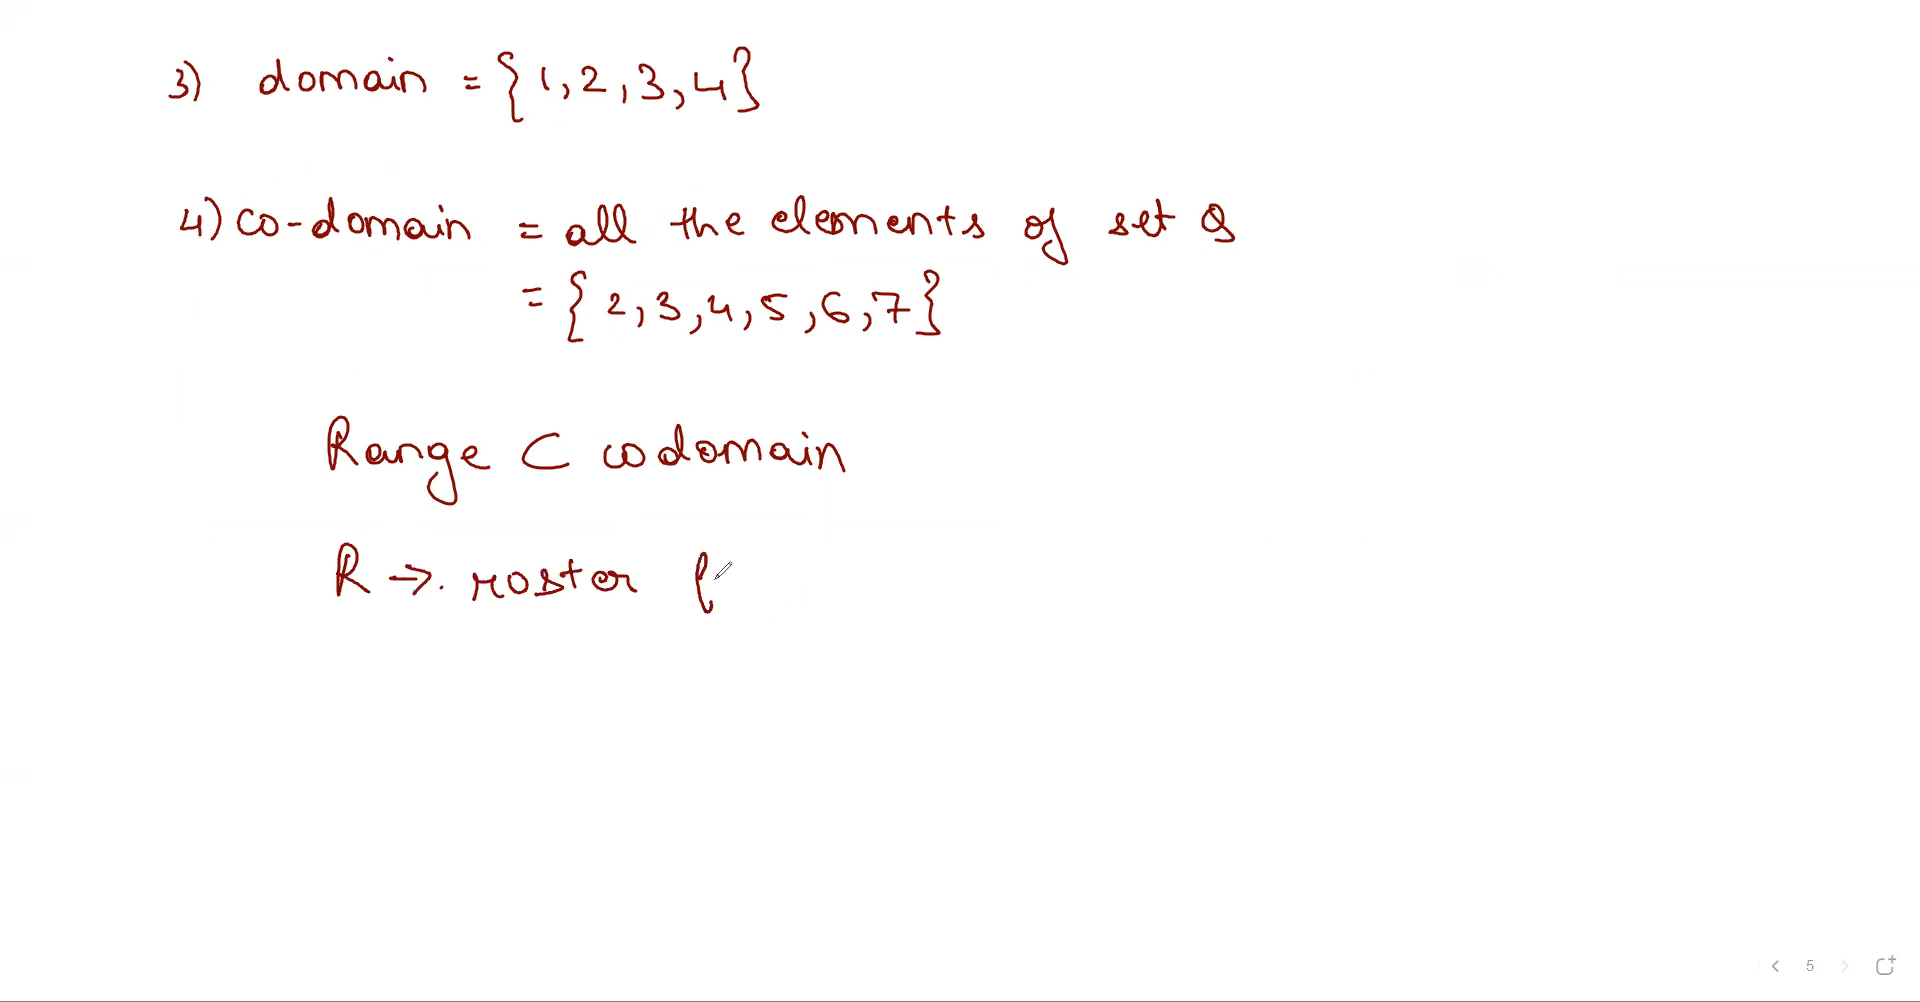 3) domain = {1,2,3,4}
4) co-domain = all the elements of set Q
= {2,3,4,5,6,7}
Range ⊂ codomain
R →. roster f
5